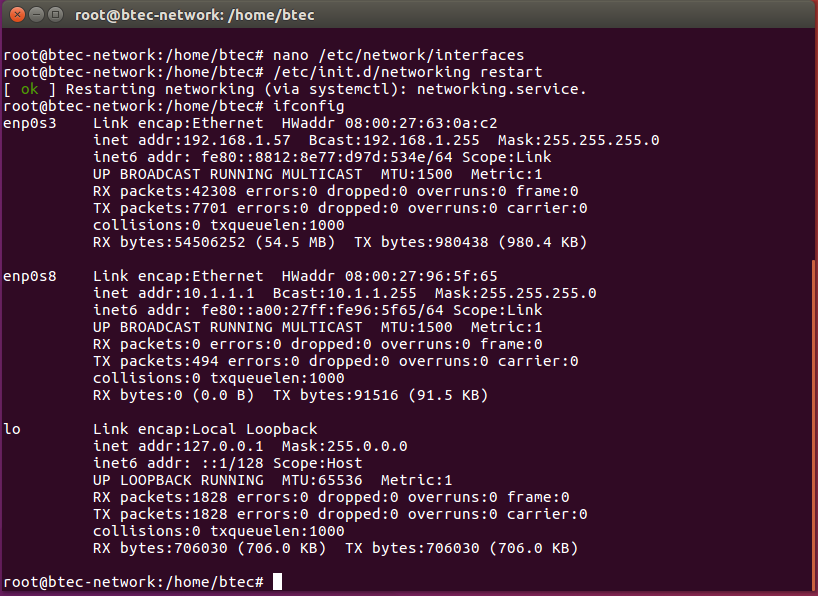 root@btec-network: /home/btec
root@btec-network:/home/btec# nano /etc/network/interfaces
root@btec-network:/home/btec# /etc/init.d/networking restart
[ ok ] Restarting networking (via systemctl): networking.service.
root@btec-network:/home/btec# ifconfig
enp0s3    Link encap:Ethernet  HWaddr 08:00:27:63:0a:c2
          inet addr:192.168.1.57  Bcast:192.168.1.255  Mask:255.255.255.0
          inet6 addr: fe80::8812:8e77:d97d:534e/64 Scope:Link
          UP BROADCAST RUNNING MULTICAST  MTU:1500  Metric:1
          RX packets:42308 errors:0 dropped:0 overruns:0 frame:0
          TX packets:7701 errors:0 dropped:0 overruns:0 carrier:0
          collisions:0 txqueuelen:1000
          RX bytes:54506252 (54.5 MB)  TX bytes:980438 (980.4 KB)
enp0s8    Link encap:Ethernet  HWaddr 08:00:27:96:5f:65
          inet addr:10.1.1.1  Bcast:10.1.1.255  Mask:255.255.255.0
          inet6 addr: fe80::a00:27ff:fe96:5f65/64 Scope:Link
          UP BROADCAST RUNNING MULTICAST  MTU:1500  Metric:1
          RX packets:0 errors:0 dropped:0 overruns:0 frame:0
          TX packets:494 errors:0 dropped:0 overruns:0 carrier:0
          collisions:0 txqueuelen:1000
          RX bytes:0 (0.0 B)  TX bytes:91516 (91.5 KB)
lo        Link encap:Local Loopback
          inet addr:127.0.0.1  Mask:255.0.0.0
          inet6 addr: ::1/128 Scope:Host
          UP LOOPBACK RUNNING  MTU:65536  Metric:1
          RX packets:1828 errors:0 dropped:0 overruns:0 frame:0
          TX packets:1828 errors:0 dropped:0 overruns:0 carrier:0
          collisions:0 txqueuelen:1000
          RX bytes:706030 (706.0 KB)  TX bytes:706030 (706.0 KB)
root@btec-network:/home/btec#